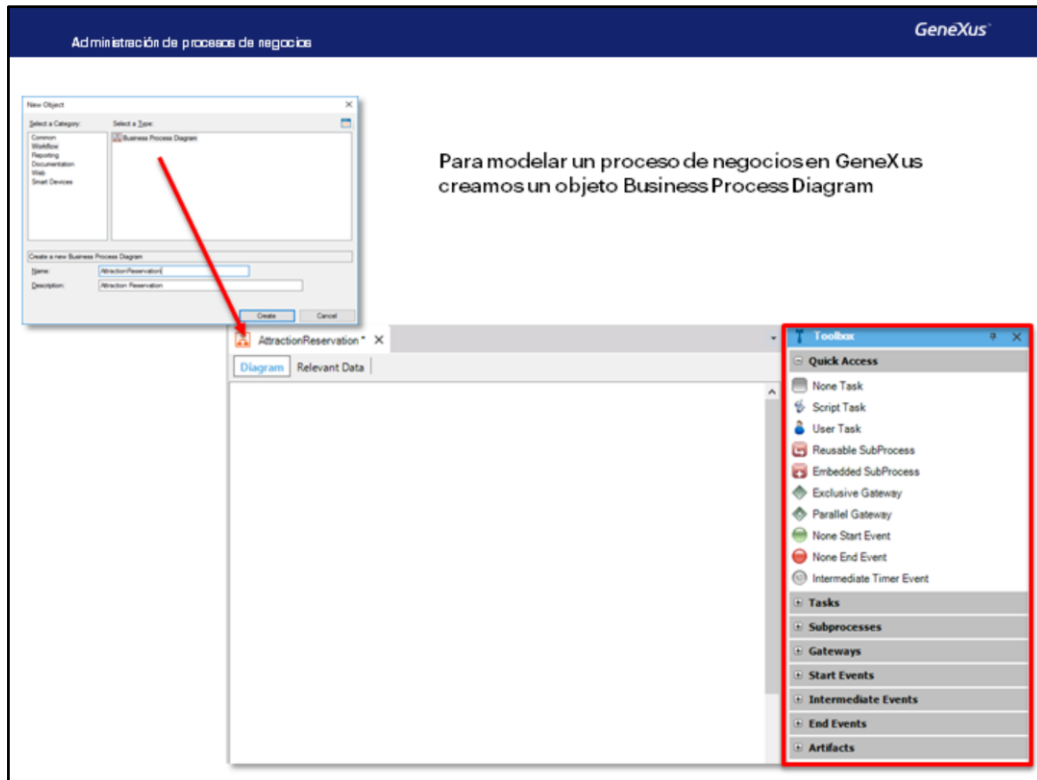 Administración de procesos de negocios
GeneXus
New Object
Select a Category:
Select a Type:
Common
Workflow
Reporting
Documentation
Web
Smart Devices
Business Process Diagram
Create a new Business Process Diagram
Name:
AttractionReservation
Description:
Attraction Reservation
Create
Cancel
Para modelar un proceso de negocios en GeneXus
creamos un objeto Business Process Diagram
AttractionReservation *
Diagram
Relevant Data
Toolbox
Quick Access
None Task
Script Task
User Task
Reusable SubProcess
Embedded SubProcess
Exclusive Gateway
Parallel Gateway
None Start Event
None End Event
Intermediate Timer Event
Tasks
Subprocesses
Gateways
Start Events
Intermediate Events
End Events
Artifacts